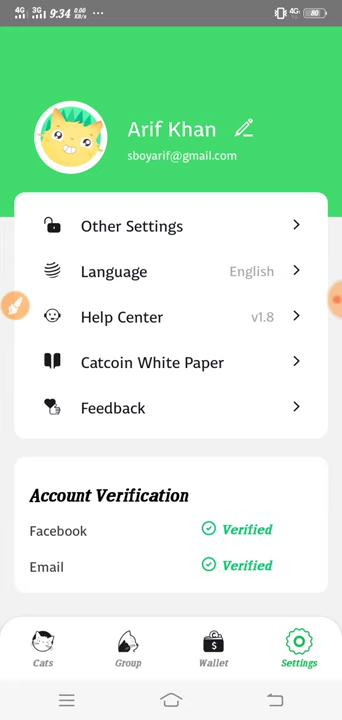 4G 3G 9:34 0.00 KB/s ... 4G 80
Arif Khan
sboyarif@gmail.com
Other Settings
Language English
Help Center v1.8
Catcoin White Paper
Feedback
Account Verification
Facebook Verified
Email Verified
Cats Group Wallet Settings